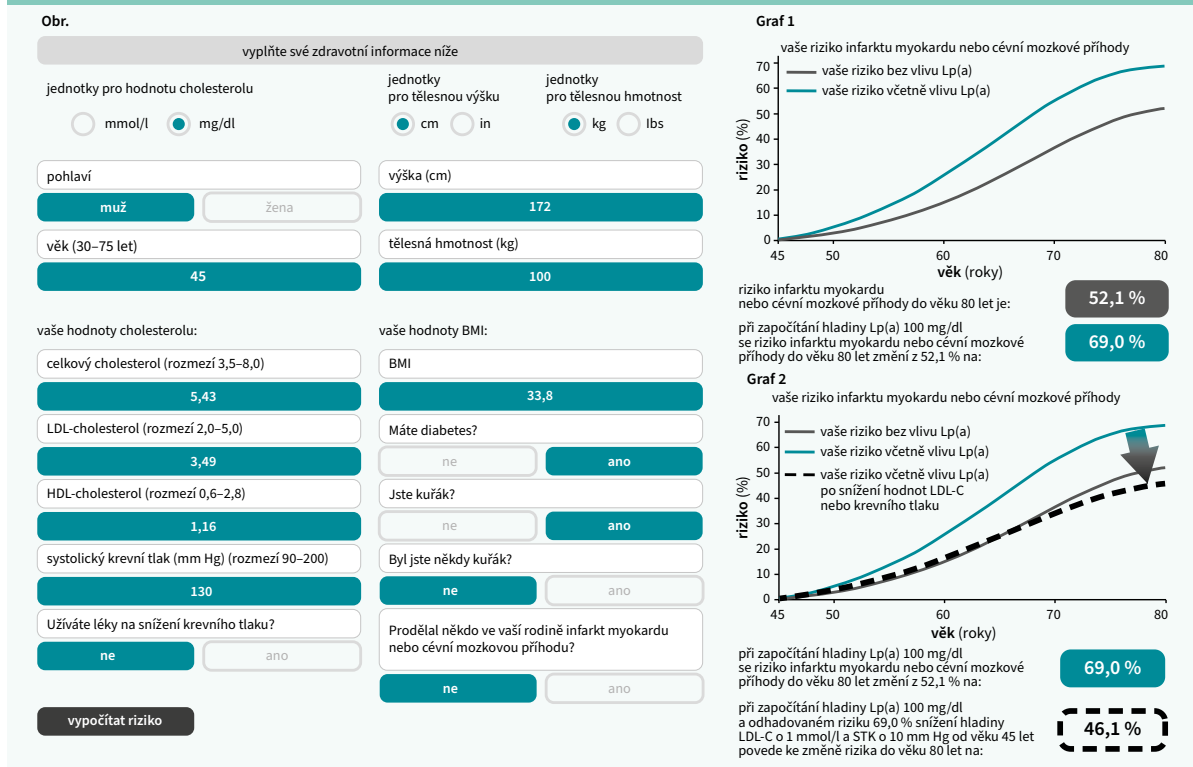 Obr.
vyplňte své zdravotní informace níže
jednotky pro hodnotu cholesterolu
mmol/l
mg/dl
jednotky
pro tělesnou výšku
cm
in
jednotky
pro tělesnou hmotnost
kg
lbs
pohlaví
muž
žena
věk (30–75 let)
45
výška (cm)
172
tělesná hmotnost (kg)
100
vaše hodnoty cholesterolu:
celkový cholesterol (rozmezí 3,5–8,0)
5,43
LDL-cholesterol (rozmezí 2,0–5,0)
3,49
HDL-cholesterol (rozmezí 0,6–2,8)
1,16
systolický krevní tlak (mm Hg) (rozmezí 90–200)
130
Užíváte léky na snížení krevního tlaku?
ne
ano
vypočítat riziko
vaše hodnoty BMI:
BMI
33,8
Máte diabetes?
ne
ano
Jste kuřák?
ne
ano
Byl jste někdy kuřák?
ne
ano
Prodělal někdo ve vaší rodině infarkt myokardu
nebo cévní mozkovou příhodu?
ne
ano
Graf 1
vaše riziko infarktu myokardu nebo cévní mozkové příhody
vaše riziko bez vlivu Lp(a)
vaše riziko včetně vlivu Lp(a)
riziko (%)
70
60
50
40
30
20
10
0
45
50
60
70
80
věk (roky)
riziko infarktu myokardu
nebo cévní mozkové příhody do věku 80 let je:
52,1 %
při započítání hladiny Lp(a) 100 mg/dl
se riziko infarktu myokardu nebo cévní mozkové
příhody do věku 80 let změní z 52,1 % na:
69,0 %
Graf 2
vaše riziko infarktu myokardu nebo cévní mozkové příhody
vaše riziko bez vlivu Lp(a)
vaše riziko včetně vlivu Lp(a)
vaše riziko včetně vlivu Lp(a)
po snížení hodnot LDL-C
nebo krevního tlaku
riziko (%)
70
60
50
40
30
20
10
0
45
50
60
70
80
věk (roky)
při započítání hladiny Lp(a) 100 mg/dl
se riziko infarktu myokardu nebo cévní mozkové
příhody do věku 80 let změní z 52,1 % na:
69,0 %
při započítání hladiny Lp(a) 100 mg/dl
a odhadovaném riziku 69,0 % snížení hladiny
LDL-C o 1 mmol/l a STK o 10 mm Hg od věku 45 let
povede ke změně rizika do věku 80 let na:
46,1 %